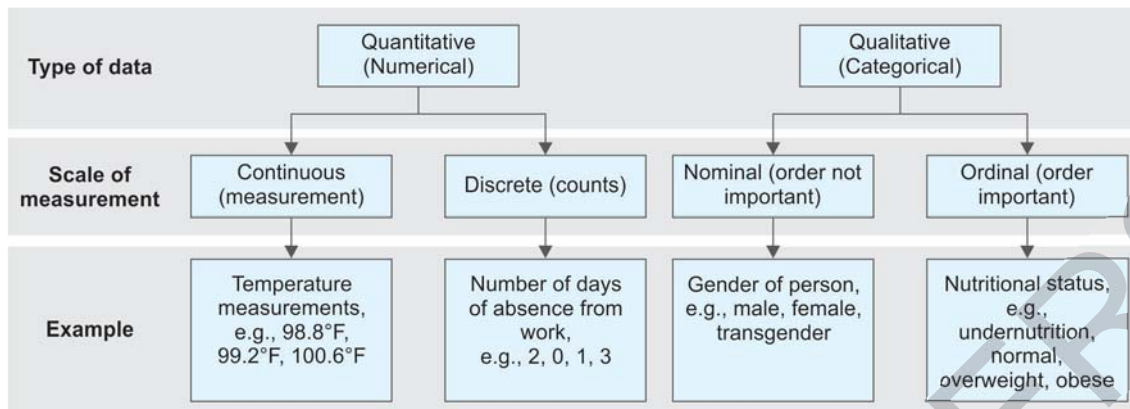 Type of data
Quantitative
(Numerical)
Qualitative
(Categorical)
Scale of
measurement
Continuous
(measurement)
Discrete (counts)
Nominal (order not
important)
Ordinal (order
important)
Example
Temperature
measurements,
e.g., 98.8°F,
99.2°F, 100.6°F
Number of days
of absence from
work,
e.g., 2, 0, 1, 3
Gender of person,
e.g., male, female,
transgender
Nutritional status,
e.g.,
undernutrition,
normal,
overweight, obese